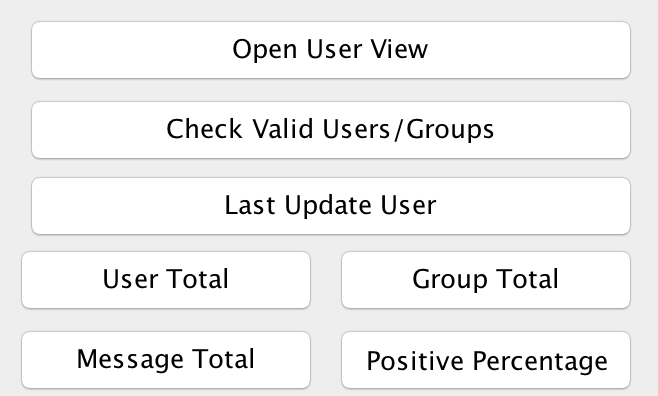 Open User View
Check Valid Users/Groups
Last Update User
User Total
Group Total
Message Total
Positive Percentage